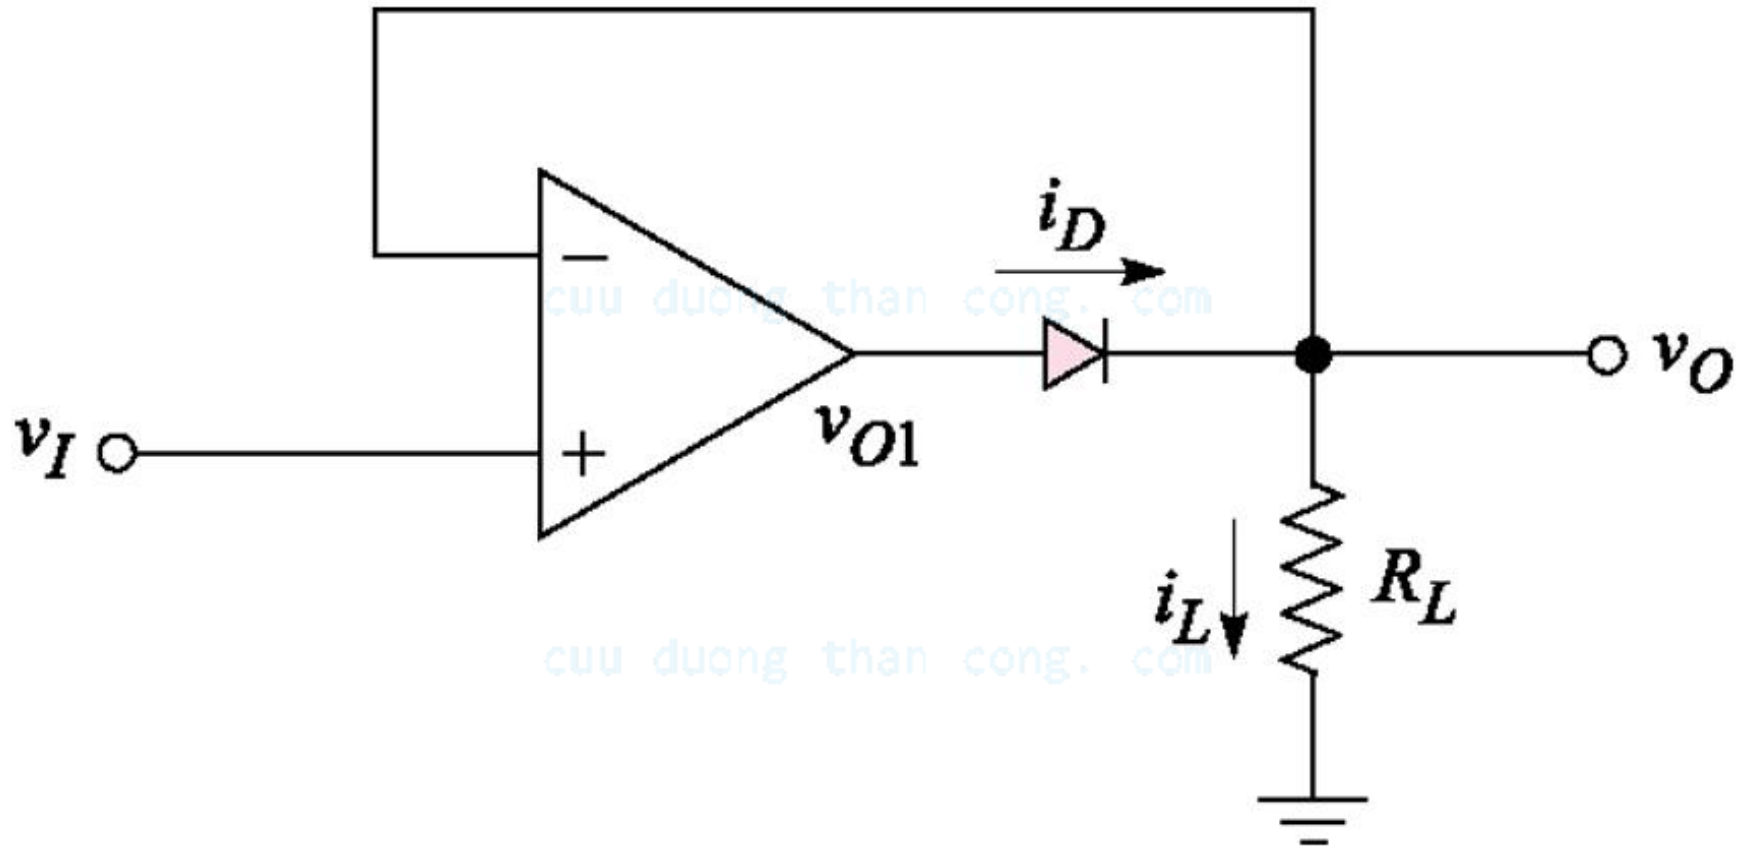 i_D
cuu duong than cong. com
v_O
v_I
v_O1
−
+
i_L
R_L
cuu duong than cong. com